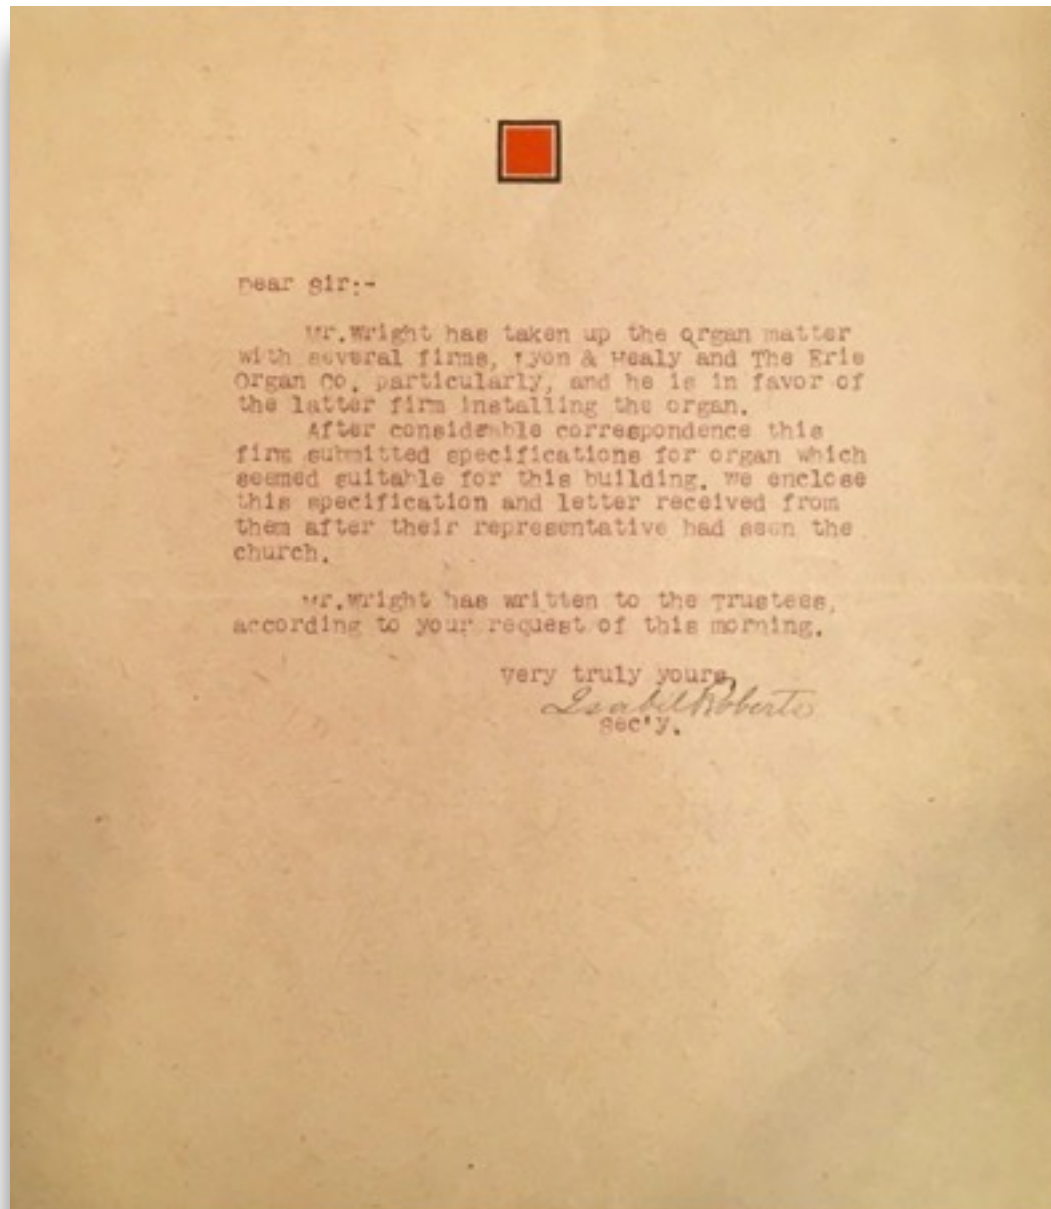 Dear Sir:-
Mr.Wright has taken up the organ matter
with several firms, Lyon & Healy and The Erie
Organ Co. particularly, and he is in favor of
the latter firm installing the organ.
After considerable correspondence this
firm submitted specifications for organ which
seemed suitable for this building. We enclose
this specification and letter received from
them after their representative had seen the
church.
Mr.Wright has written to the Trustees,
according to your request of this morning.
Very truly yours,
Isabel Roberts
Sec'y.